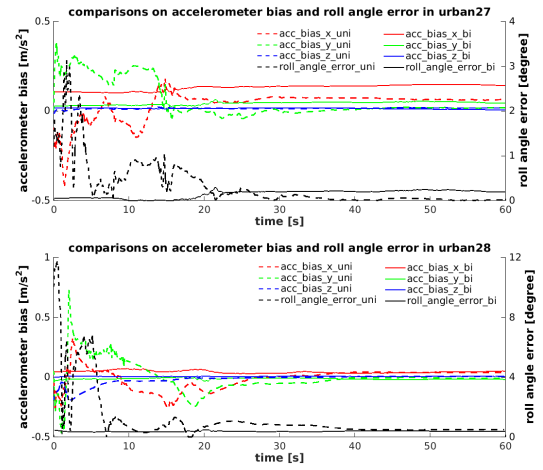 comparisons on accelerometer bias and roll angle error in urban27
accelerometer bias [m/s²]
0.5
0
-0.5
acc_bias_x_uni
acc_bias_y_uni
acc_bias_z_uni
roll_angle_error_uni
acc_bias_x_bi
acc_bias_y_bi
acc_bias_z_bi
roll_angle_error_bi
4
3
2
1
0
roll angle error [degree]
0 10 20 30 40 50 60
time [s]
comparisons on accelerometer bias and roll angle error in urban28
accelerometer bias [m/s²]
1
0.5
0
-0.5
acc_bias_x_uni
acc_bias_y_uni
acc_bias_z_uni
roll_angle_error_uni
acc_bias_x_bi
acc_bias_y_bi
acc_bias_z_bi
roll_angle_error_bi
12
8
4
0
roll angle error [degree]
0 10 20 30 40 50 60
time [s]